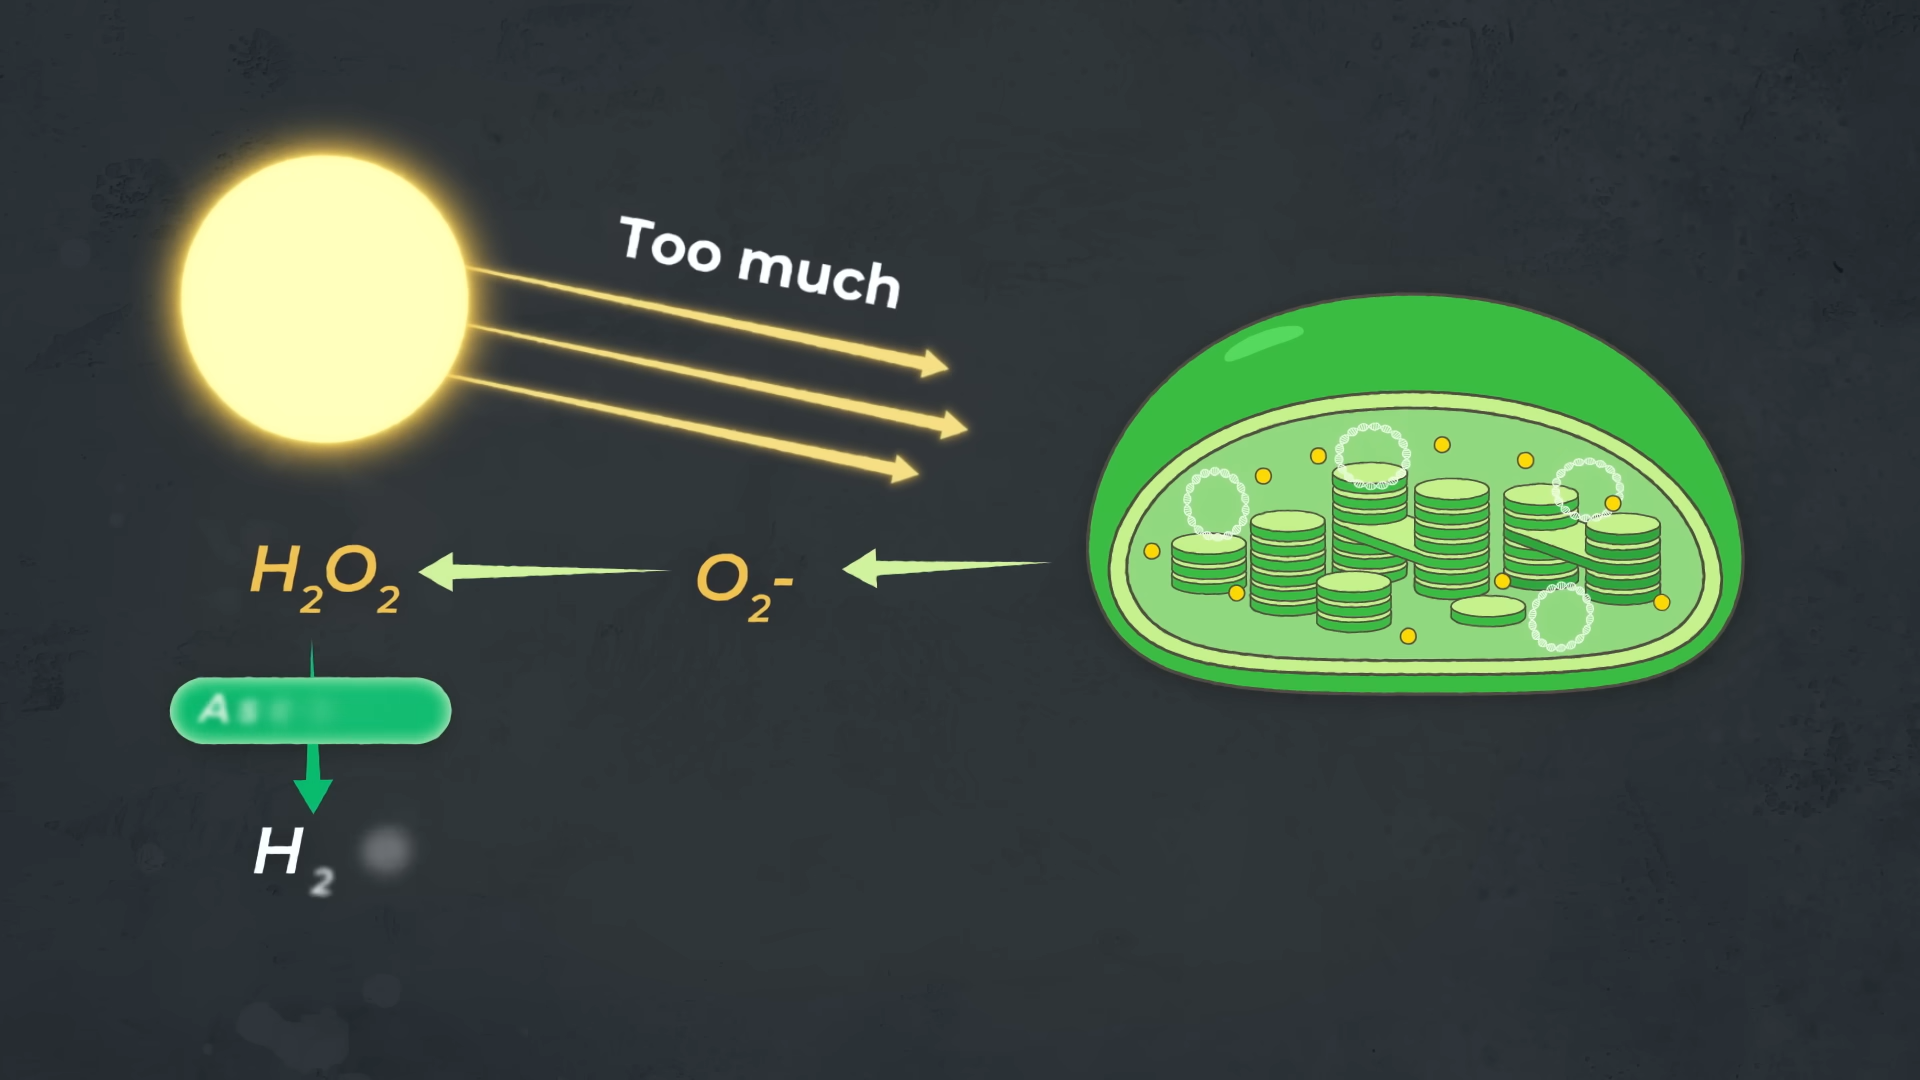 Too much
H₂O₂
O₂-
H₂